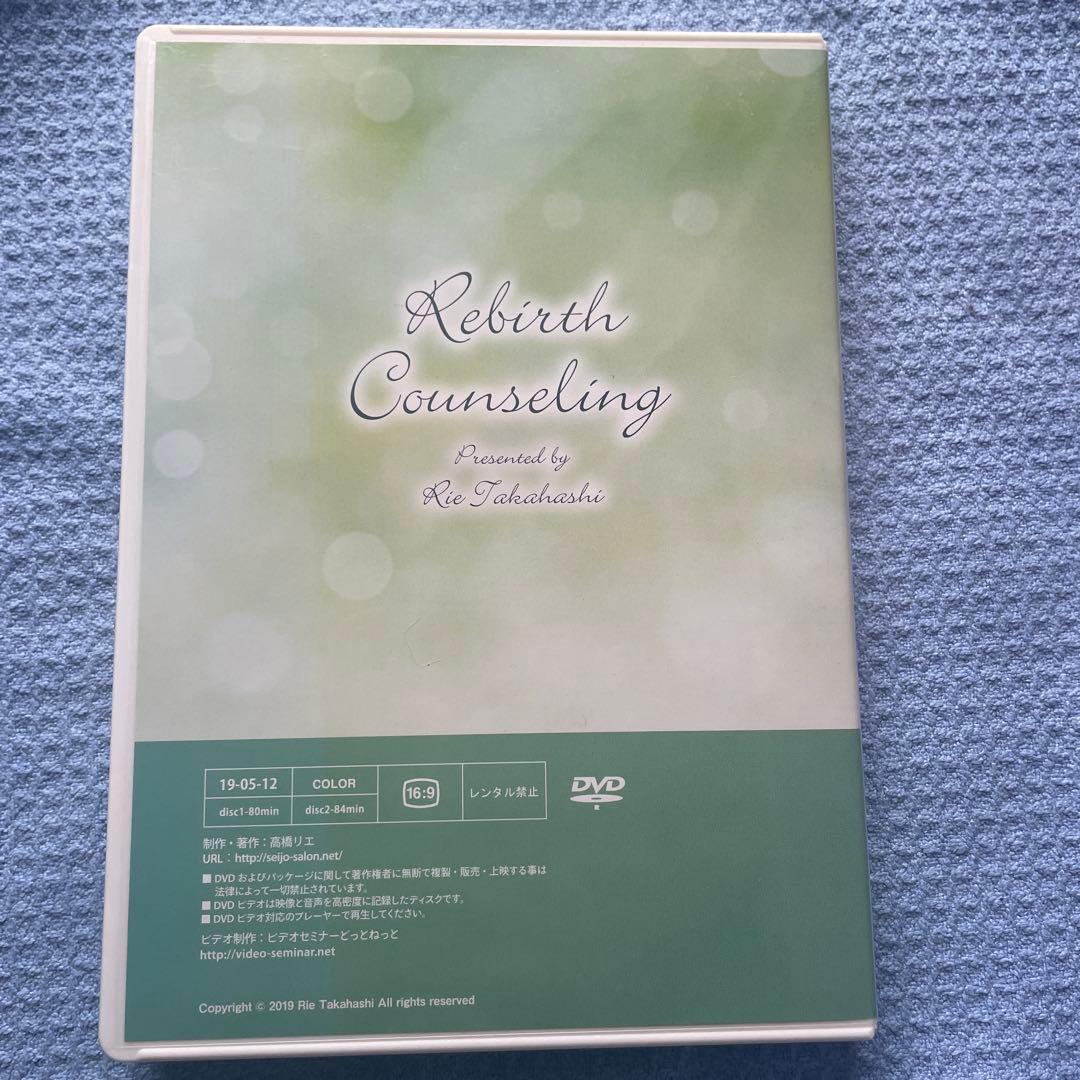 Rebirth
Counseling
Presented by
Rie Takahashi
19-05-12 COLOR 16:9 レンタル禁止 DVD
disc1-80min disc2-84min
制作・著作：高橋リエ
URL：http://seijo-salon.net/
■ DVD およびパッケージに関して著作権者に無断で複製・販売・上映する事は
法律によって一切禁止されています。
■ DVD ビデオは映像と音声を高密度に記録したディスクです。
■ DVD ビデオ対応のプレーヤーで再生してください。
ビデオ制作：ビデオセミナーどっとねっと
http://video-seminar.net
Copyright © 2019 Rie Takahashi All rights reserved